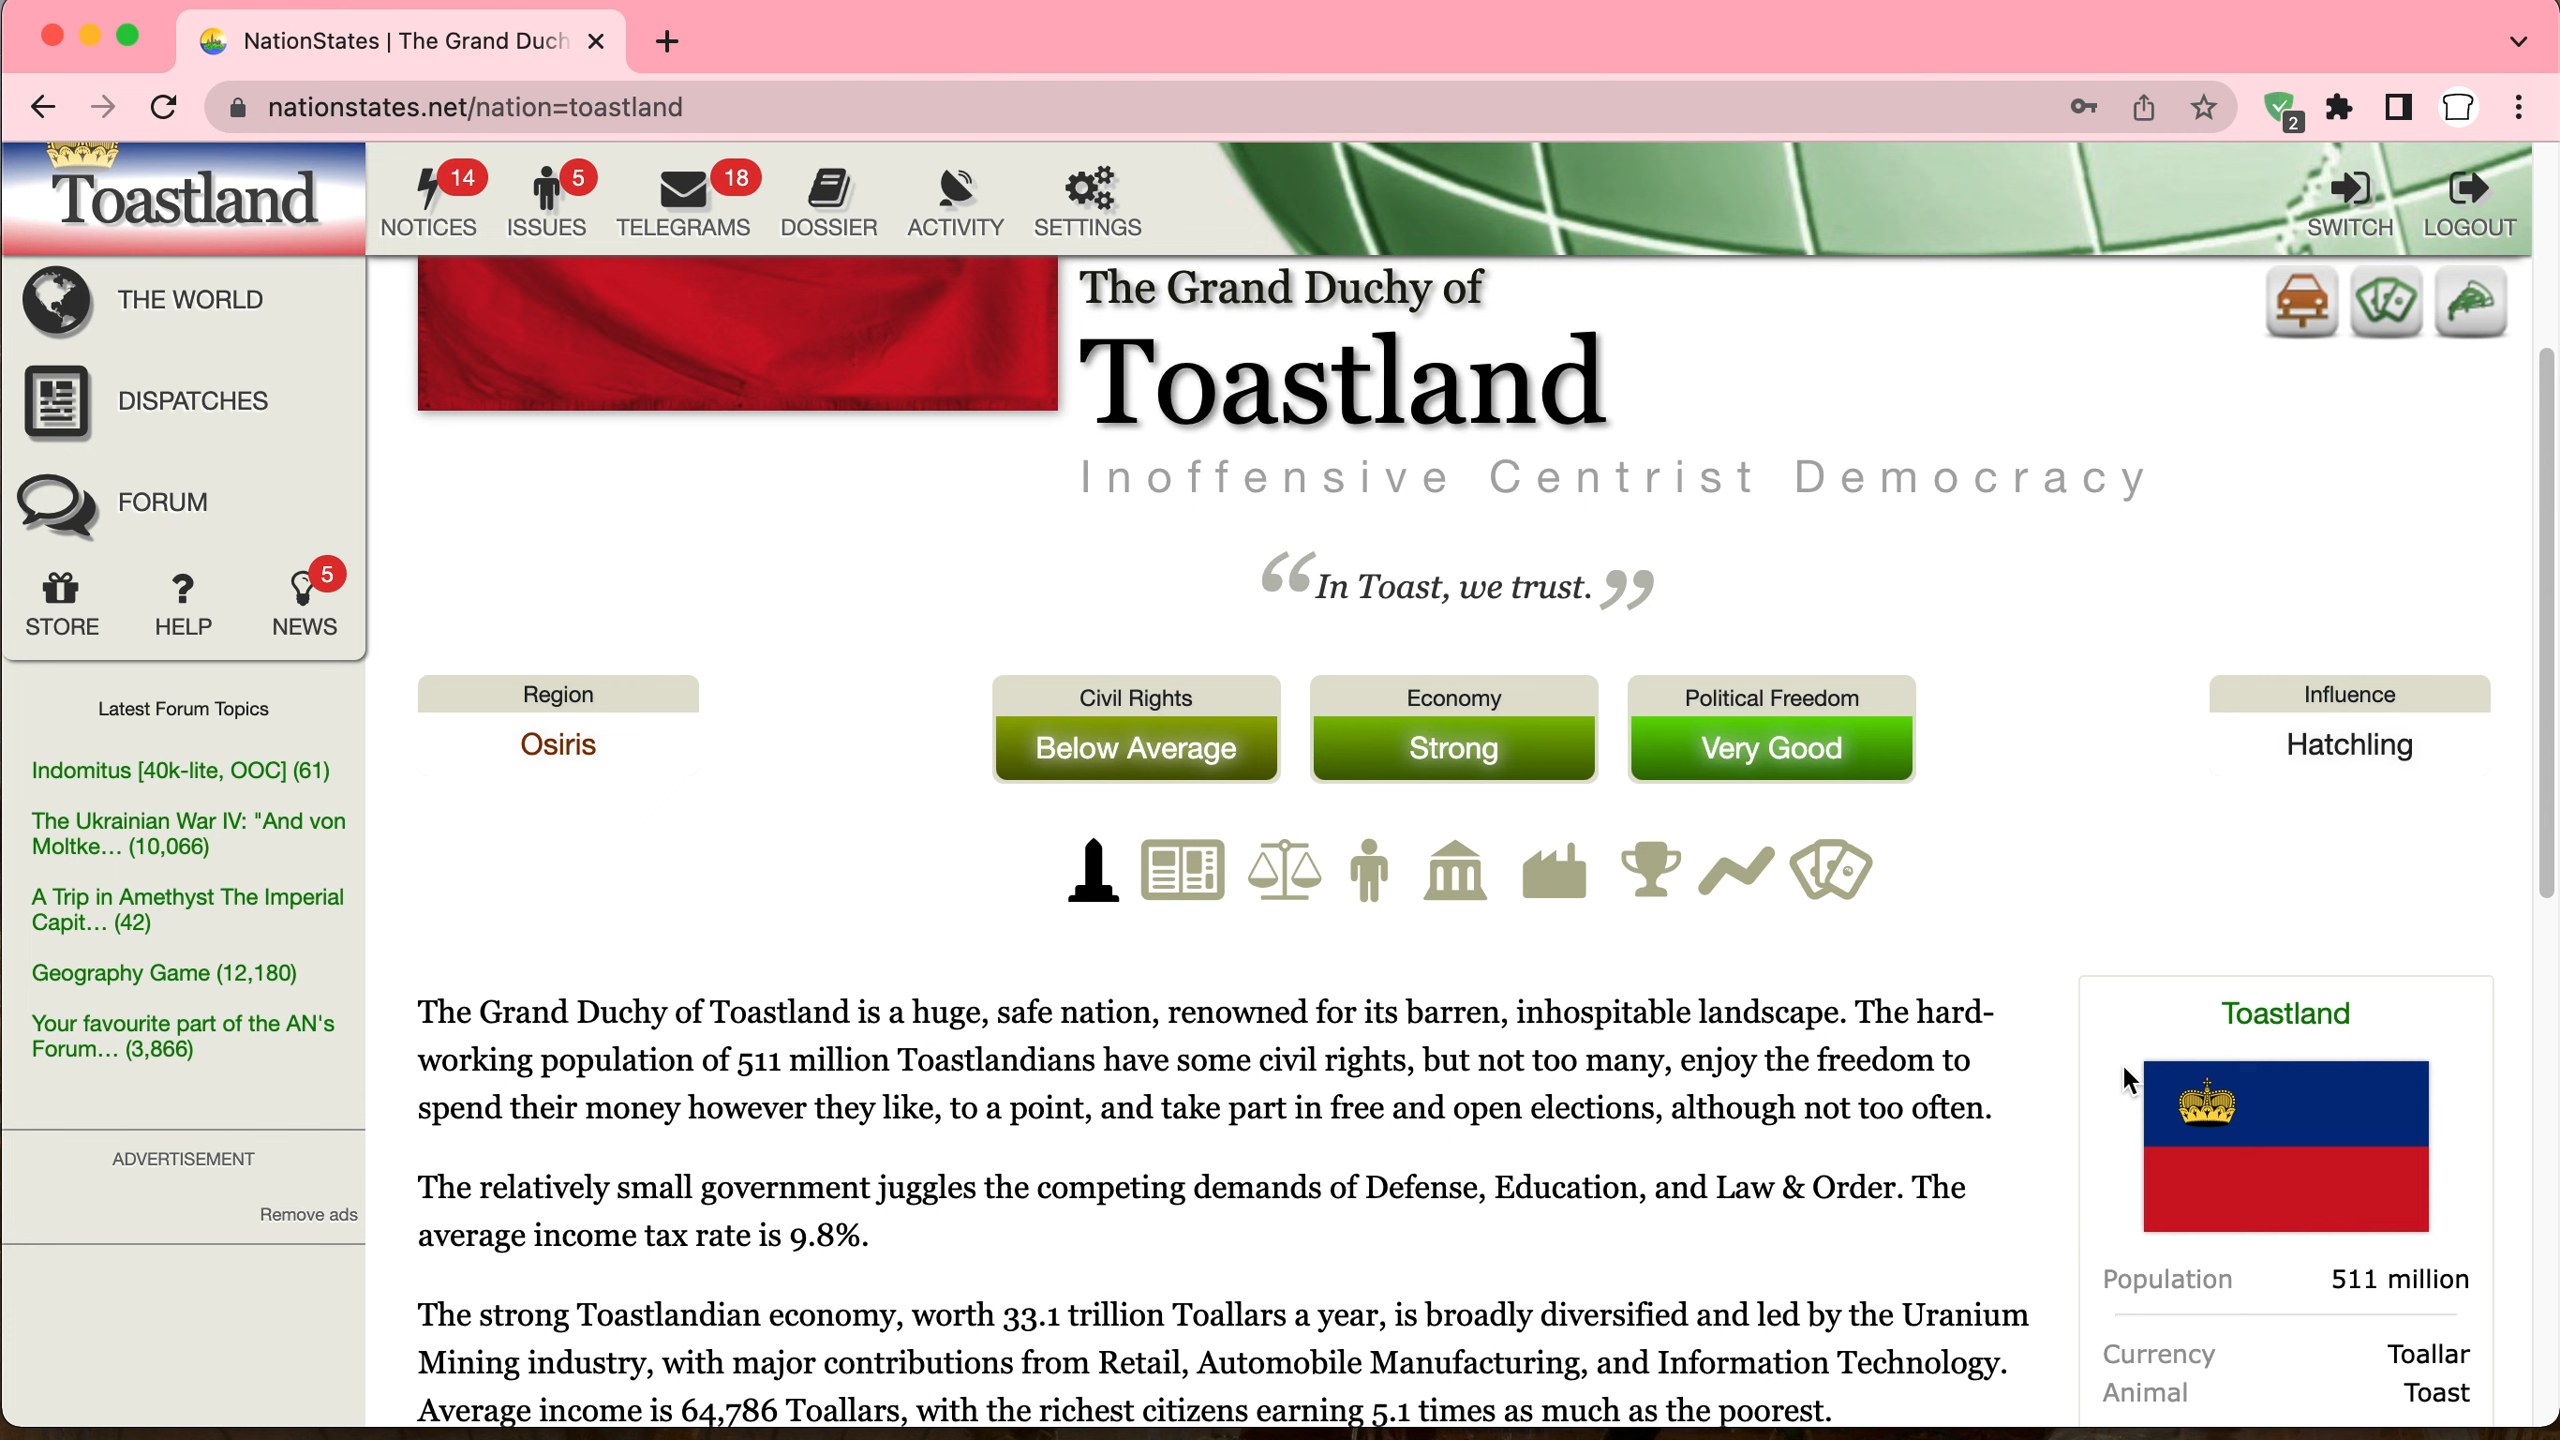 NationStates | The Grand Duch
nationstates.net/nation=toastland
2
Toastland
14
NOTICES
5
ISSUES
18
TELEGRAMS
DOSSIER
ACTIVITY
SETTINGS
SWITCH
LOGOUT
THE WORLD
DISPATCHES
FORUM
STORE
HELP
5
NEWS
Latest Forum Topics
Indomitus [40k-lite, OOC] (61)
The Ukrainian War IV: "And von
Moltke… (10,066)
A Trip in Amethyst The Imperial
Capit… (42)
Geography Game (12,180)
Your favourite part of the AN's
Forum… (3,866)
ADVERTISEMENT
Remove ads
The Grand Duchy of
Toastland
Inoffensive Centrist Democracy
“In Toast, we trust.”
Region
Osiris
Civil Rights
Below Average
Economy
Strong
Political Freedom
Very Good
Influence
Hatchling
The Grand Duchy of Toastland is a huge, safe nation, renowned for its barren, inhospitable landscape. The hard-
working population of 511 million Toastlandians have some civil rights, but not too many, enjoy the freedom to
spend their money however they like, to a point, and take part in free and open elections, although not too often.
The relatively small government juggles the competing demands of Defense, Education, and Law & Order. The
average income tax rate is 9.8%.
The strong Toastlandian economy, worth 33.1 trillion Toallars a year, is broadly diversified and led by the Uranium
Mining industry, with major contributions from Retail, Automobile Manufacturing, and Information Technology.
Average income is 64,786 Toallars, with the richest citizens earning 5.1 times as much as the poorest.
Toastland
Population 511 million
Currency Toallar
Animal Toast